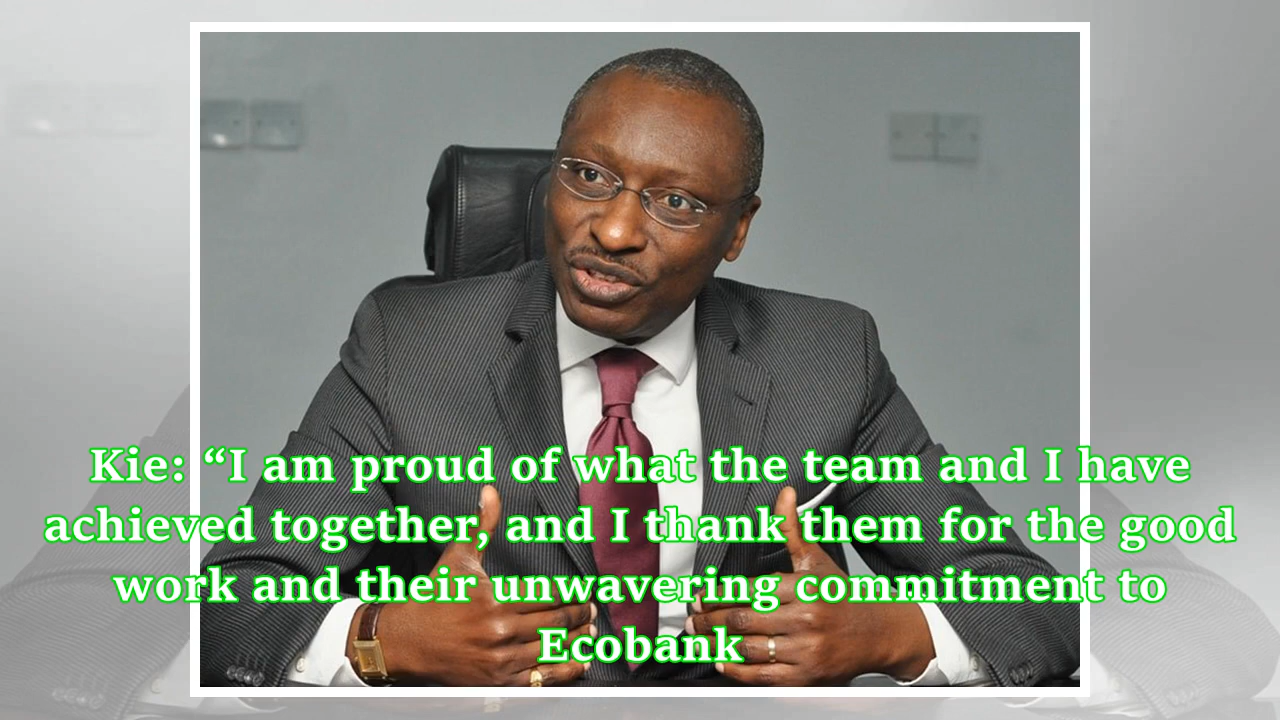 Kie: “I am proud of what the team and I have
achieved together, and I thank them for the good
work and their unwavering commitment to
Ecobank